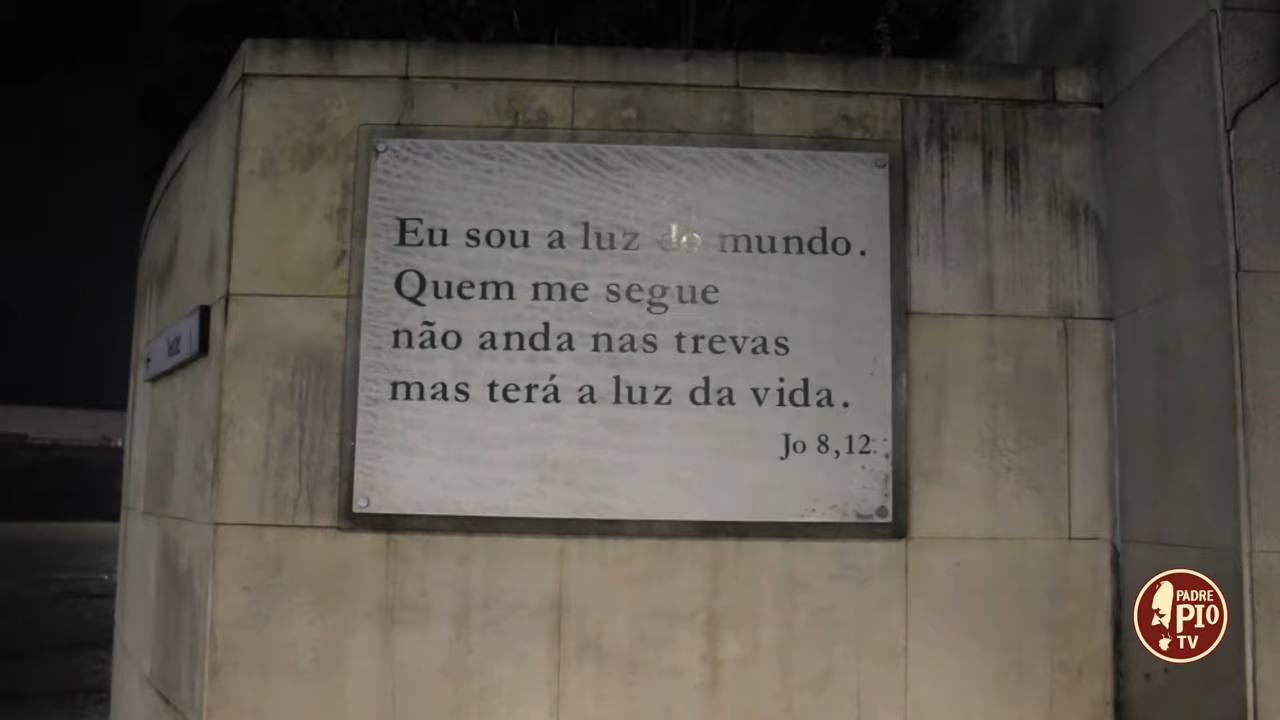 Eu sou a luz do mundo.
Quem me segue
não anda nas trevas
mas terá a luz da vida.
Jo 8,12.
PADRE
PIO
TV